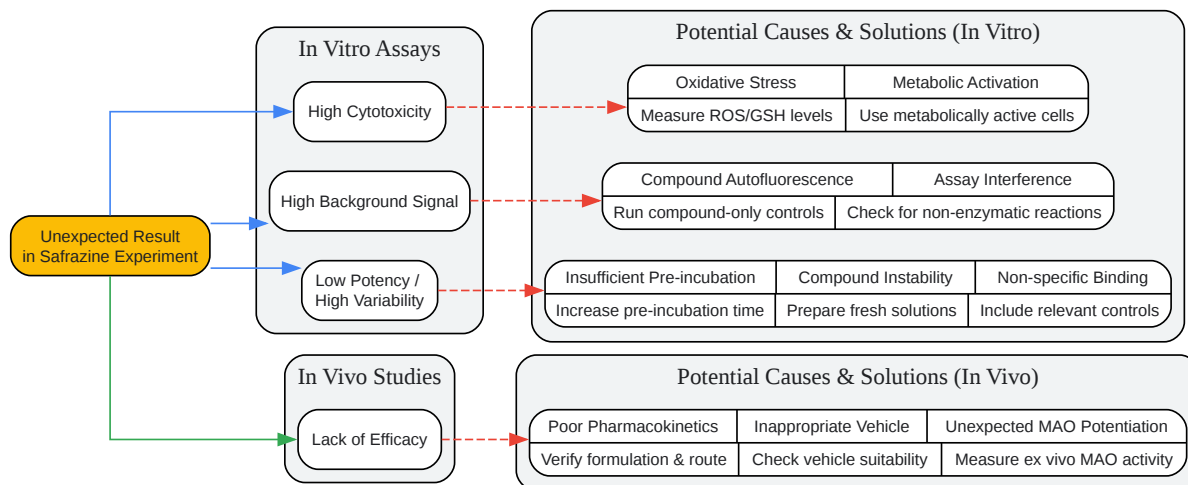 Unexpected Result
in Safrazine Experiment
In Vitro Assays
High Cytotoxicity
High Background Signal
Low Potency /
High Variability
Potential Causes & Solutions (In Vitro)
Oxidative Stress
Metabolic Activation
Measure ROS/GSH levels
Use metabolically active cells
Compound Autofluorescence
Assay Interference
Run compound-only controls
Check for non-enzymatic reactions
Insufficient Pre-incubation
Compound Instability
Non-specific Binding
Increase pre-incubation time
Prepare fresh solutions
Include relevant controls
In Vivo Studies
Lack of Efficacy
Potential Causes & Solutions (In Vivo)
Poor Pharmacokinetics
Inappropriate Vehicle
Unexpected MAO Potentiation
Verify formulation & route
Check vehicle suitability
Measure ex vivo MAO activity